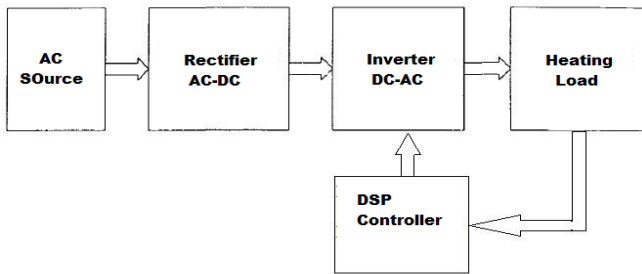 AC
SOurce
Rectifier
AC-DC
Inverter
DC-AC
Heating
Load
DSP
Controller